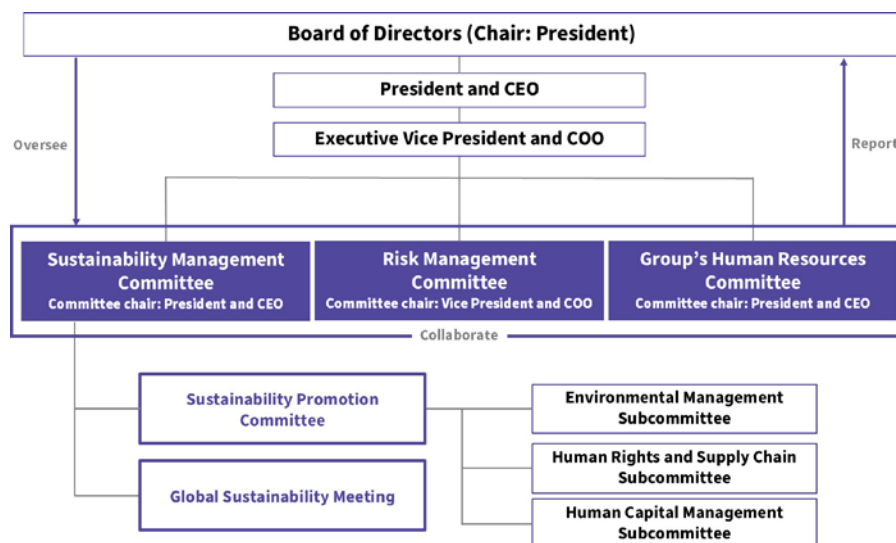 Board of Directors (Chair: President)
President and CEO
Executive Vice President and COO
Oversee
Report
Sustainability Management
Committee
Committee chair: President and CEO
Risk Management
Committee
Committee chair: Vice President and COO
Group's Human Resources
Committee
Committee chair: President and CEO
Collaborate
Sustainability Promotion
Committee
Global Sustainability Meeting
Environmental Management
Subcommittee
Human Rights and Supply Chain
Subcommittee
Human Capital Management
Subcommittee